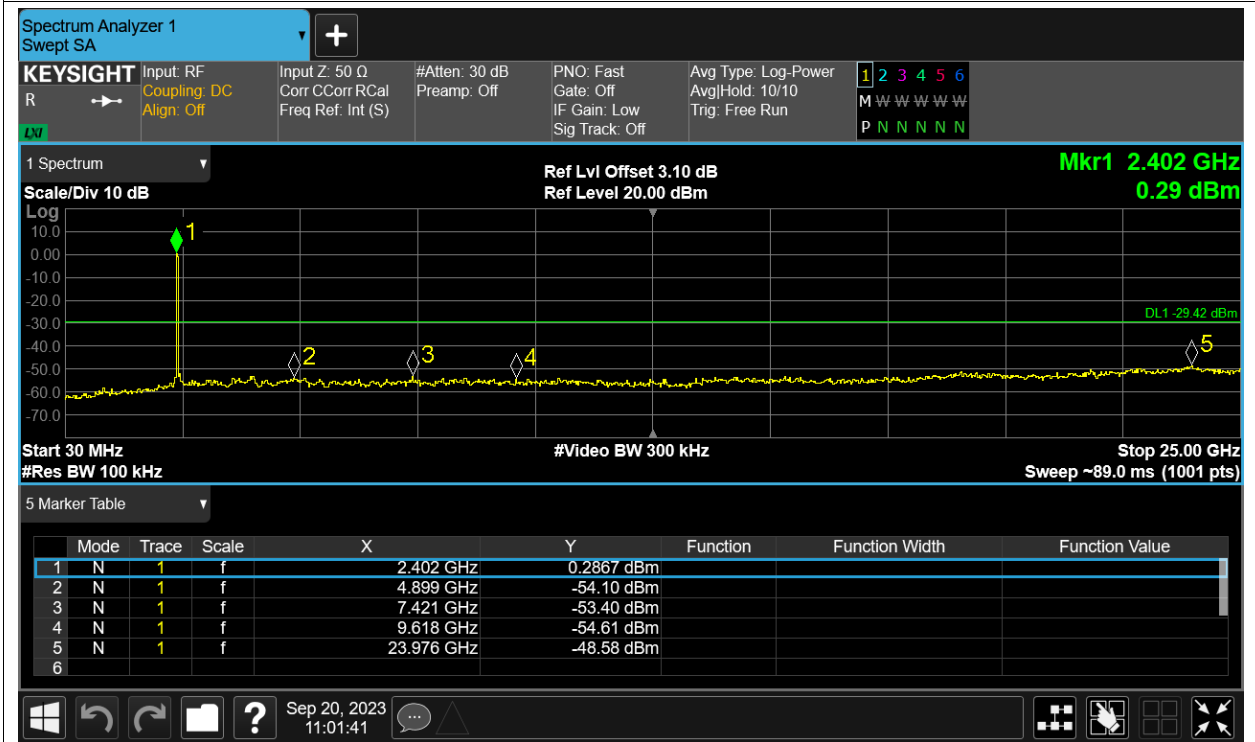 Spectrum Analyzer 1
Swept SA
+
KEYSIGHT
R
LXI
Input: RF
Coupling: DC
Align: Off
Input Z: 50 Ω
Corr CCorr RCal
Freq Ref: Int (S)
#Atten: 30 dB
Preamp: Off
PNO: Fast
Gate: Off
IF Gain: Low
Sig Track: Off
Avg Type: Log-Power
Avg|Hold: 10/10
Trig: Free Run
1 2 3 4 5 6
M W W W W W
P N N N N N
1 Spectrum
Scale/Div 10 dB
Ref Lvl Offset 3.10 dB
Ref Level 20.00 dBm
Mkr1 2.402 GHz
0.29 dBm
Log
10.0
0.00
-10.0
-20.0
-30.0
-40.0
-50.0
-60.0
-70.0
1
2
3
4
5
DL1 -29.42 dBm
Start 30 MHz
#Video BW 300 kHz
Stop 25.00 GHz
#Res BW 100 kHz
Sweep ~89.0 ms (1001 pts)
5 Marker Table
Mode Trace Scale X Y Function Function Width Function Value
1 N 1 f 2.402 GHz 0.2867 dBm
2 N 1 f 4.899 GHz -54.10 dBm
3 N 1 f 7.421 GHz -53.40 dBm
4 N 1 f 9.618 GHz -54.61 dBm
5 N 1 f 23.976 GHz -48.58 dBm
6
?
Sep 20, 2023
11:01:41